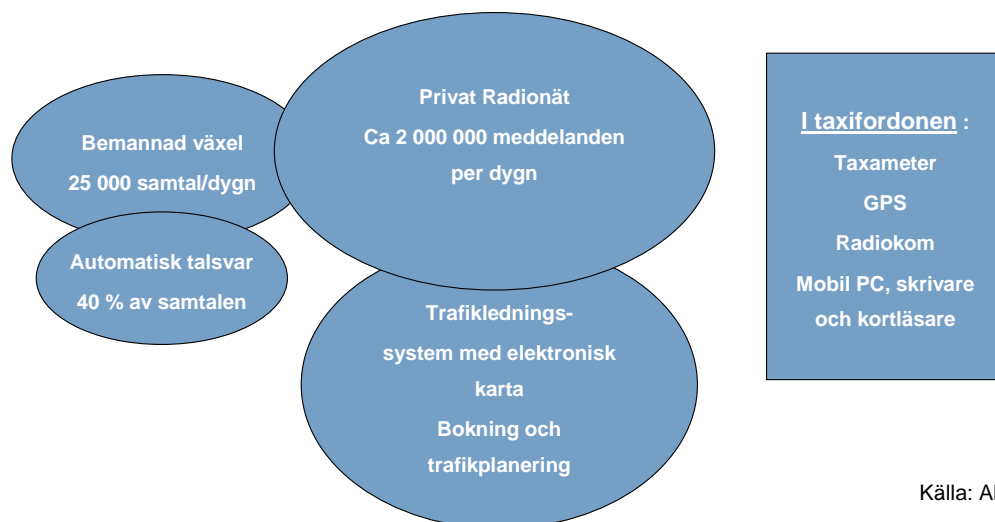 Privat Radionät
Ca 2 000 000 meddelanden
per dygn
Bemannad växel
25 000 samtal/dygn
Automatisk talsvar
40 % av samtalen
Trafiklednings-
system med elektronisk
karta
Bokning och
trafikplanering
I taxifordonen :
Taxameter
GPS
Radiokom
Mobil PC, skrivare
och kortläsare
Källa: